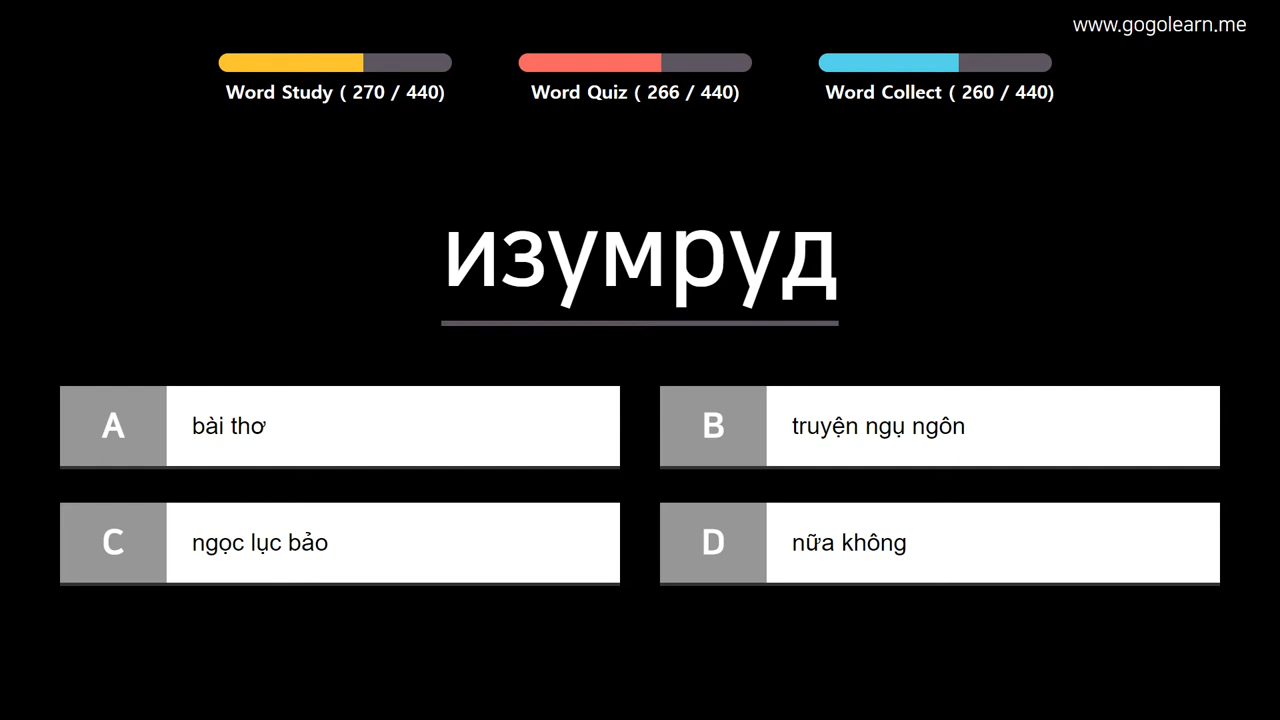 www.gogolearn.me
Word Study ( 270 / 440)
Word Quiz ( 266 / 440)
Word Collect ( 260 / 440)
изумруд
A bài thơ
B truyện ngụ ngôn
C ngọc lục bảo
D nữa không